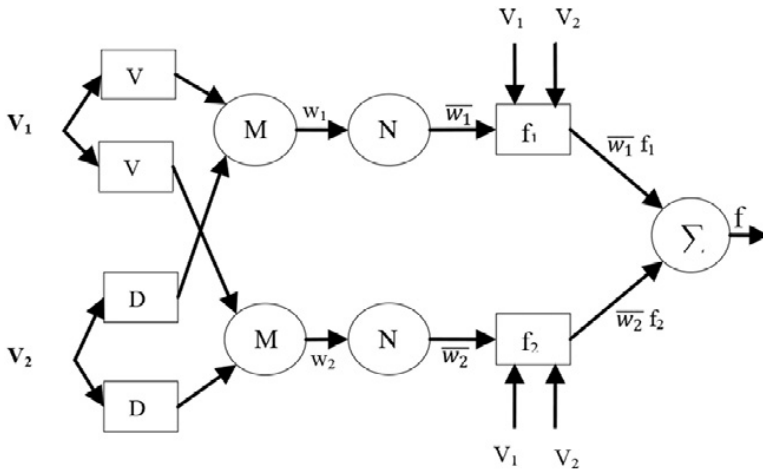 V₁ V₂
V
M w₁ N w̅₁ f₁ w̅₁ f₁
V₁
V
∑ f
D
M w₂ N w̅₂ f₂ w̅₂ f₂
V₂
D
V₁ V₂